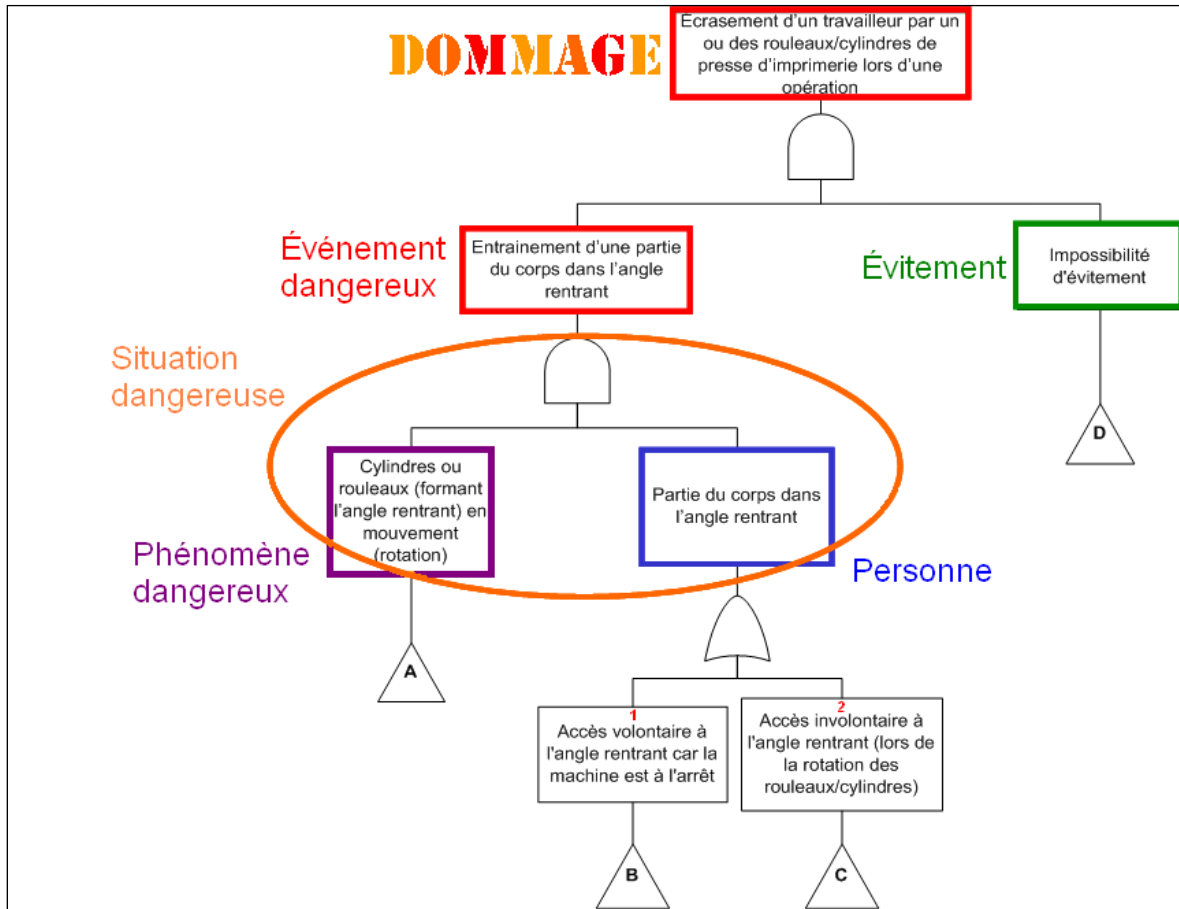 Écrasement d'un travailleur par un
ou des rouleaux/cylindres de
presse d'imprimerie lors d'une
opération
DOMMAGE
Événement
dangereux
Entrainement d'une partie
du corps dans l'angle
rentrant
Évitement
Impossibilité
d'évitement
Situation
dangereuse
D
Cylindres ou
rouleaux (formant
l'angle rentrant) en
mouvement
(rotation)
Partie du corps dans
l'angle rentrant
Phénomène
dangereux
Personne
A
1
Accès volontaire à
l'angle rentrant car la
machine est à l'arrêt
2
Accès involontaire à
l'angle rentrant (lors de
la rotation des
rouleaux/cylindres)
B
C